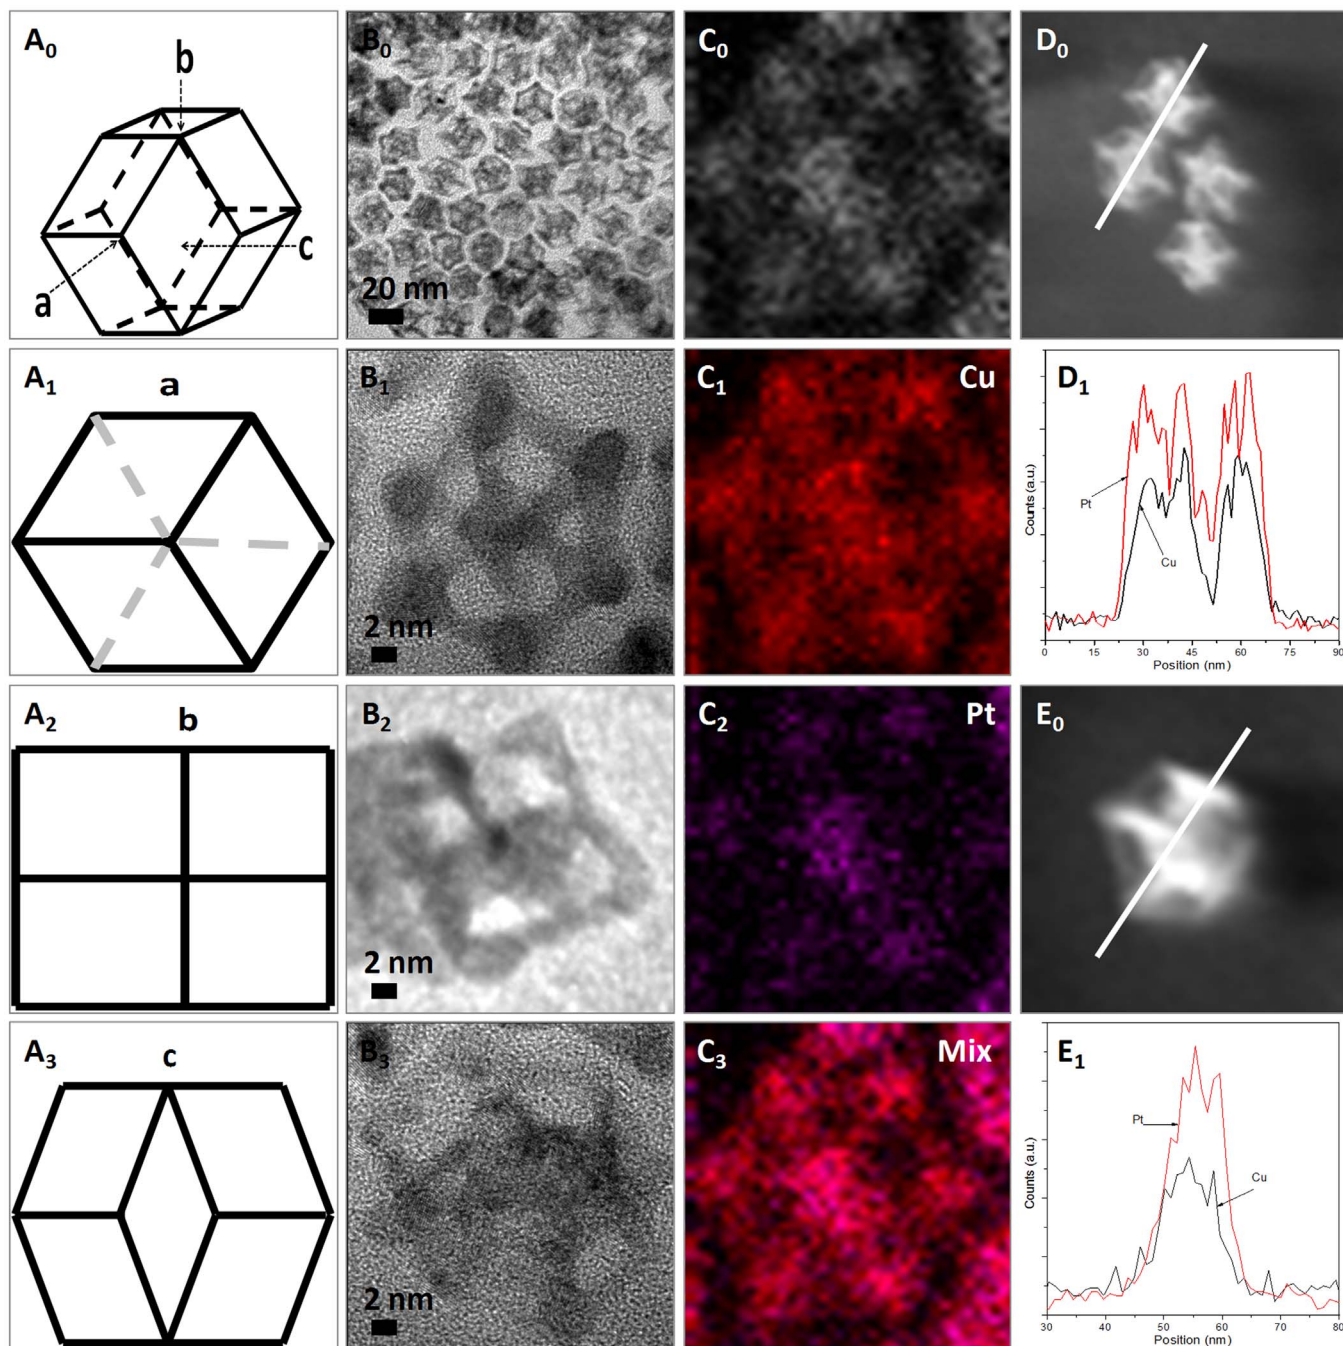 A₀
b
a
c
B₀
20 nm
C₀
D₀
A₁
a
B₁
2 nm
C₁
Cu
D₁
Counts (a.u.)
Pt
Cu
0 15 30 45 60 75 90
Position (nm)
A₂
b
B₂
2 nm
C₂
Pt
E₀
A₃
c
B₃
2 nm
C₃
Mix
E₁
Counts (a.u.)
Pt
Cu
30 40 50 60 70 80
Position (nm)